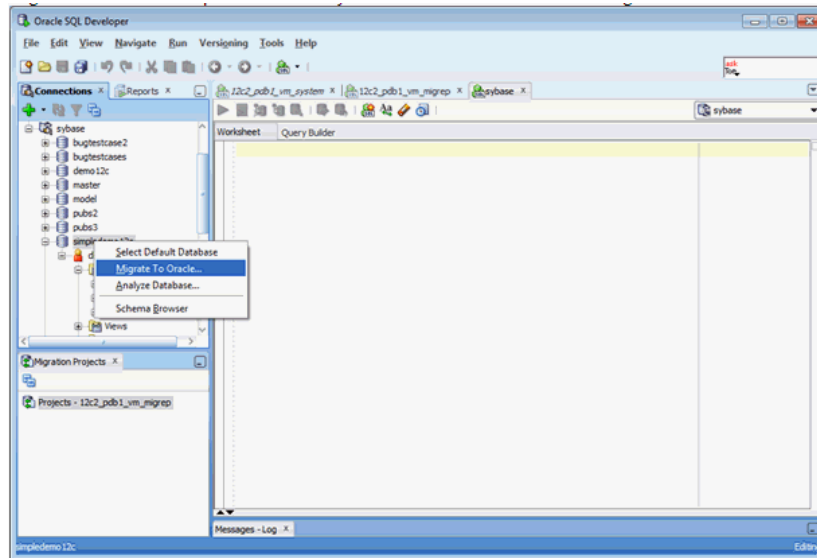 Oracle SQL Developer
File Edit View Navigate Run Versioning Tools Help
Connections Reports
12c2_pdb1_vm_system 12c2_pdb1_vm_migrep sybase
sybase
Worksheet Query Builder
sybase
bugtestcase2
bugtestcases
demo12c
master
model
pubs2
pubs3
Select Default Database
Migrate To Oracle...
Analyze Database...
Schema Browser
Views
Migration Projects
Projects - 12c2_pdb1_vm_migrep
Messages - Log
simpledemo12c